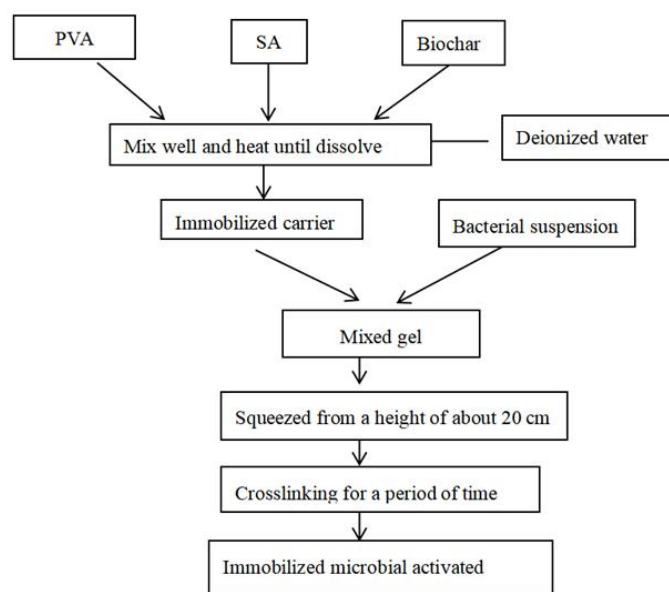 PVA
SA
Biochar
Mix well and heat until dissolve
Deionized water
Immobilized carrier
Bacterial suspension
Mixed gel
Squeezed from a height of about 20 cm
Crosslinking for a period of time
Immobilized microbial activated